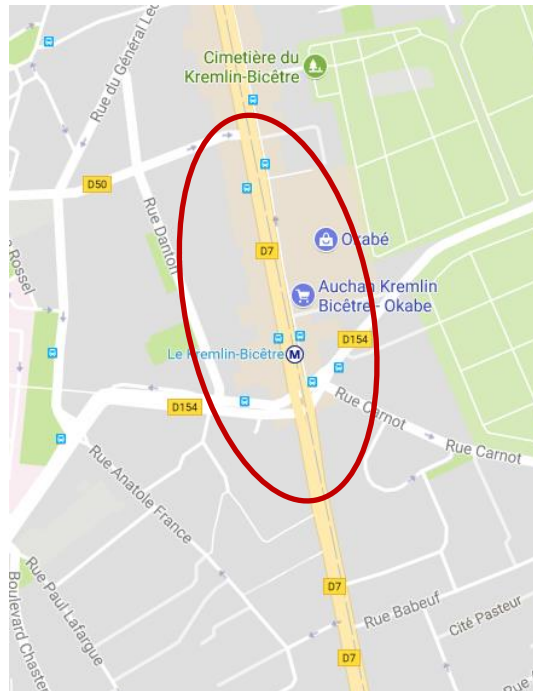 Cimetière du
Kremlin-Bicêtre
Rue du Général Lec
D50
Rue Danton
D7
Okabé
Auchan Kremlin
Bicêtre - Okabe
Rossel
Le Kremlin-Bicêtre
M
D154
D154
Rue Carnot
Rue Carnot
Rue Anatole France
D7
Rue Babeuf
Cité Pasteur
Rue Paul Lafargue
Boulevard Chaster
D7